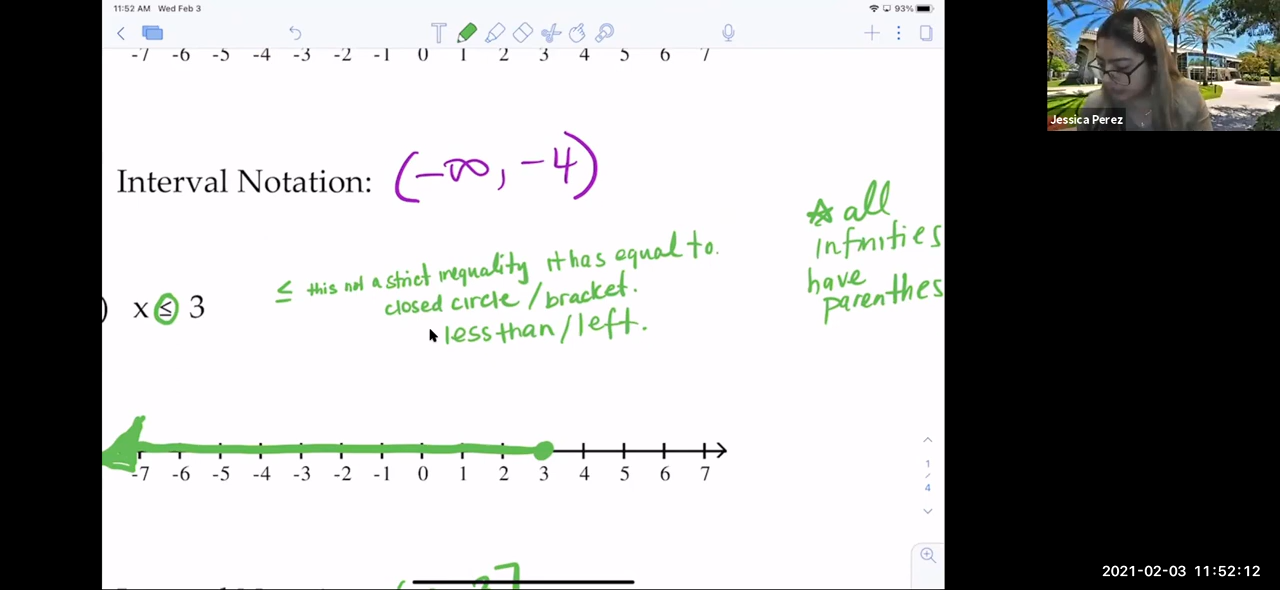 11:52 AM Wed Feb 3
93%
T
-7 -6 -5 -4 -3 -2 -1 0 1 2 3 4 5 6 7
Interval Notation: (-∞, -4)
☆ all
infinities
have
parenthes
≤ this not a strict inequality it has equal to.
closed circle / bracket.
less than / left.
) x ≤ 3
-7 -6 -5 -4 -3 -2 -1 0 1 2 3 4 5 6 7
1
/
4
Jessica Perez
2021-02-03 11:52:12